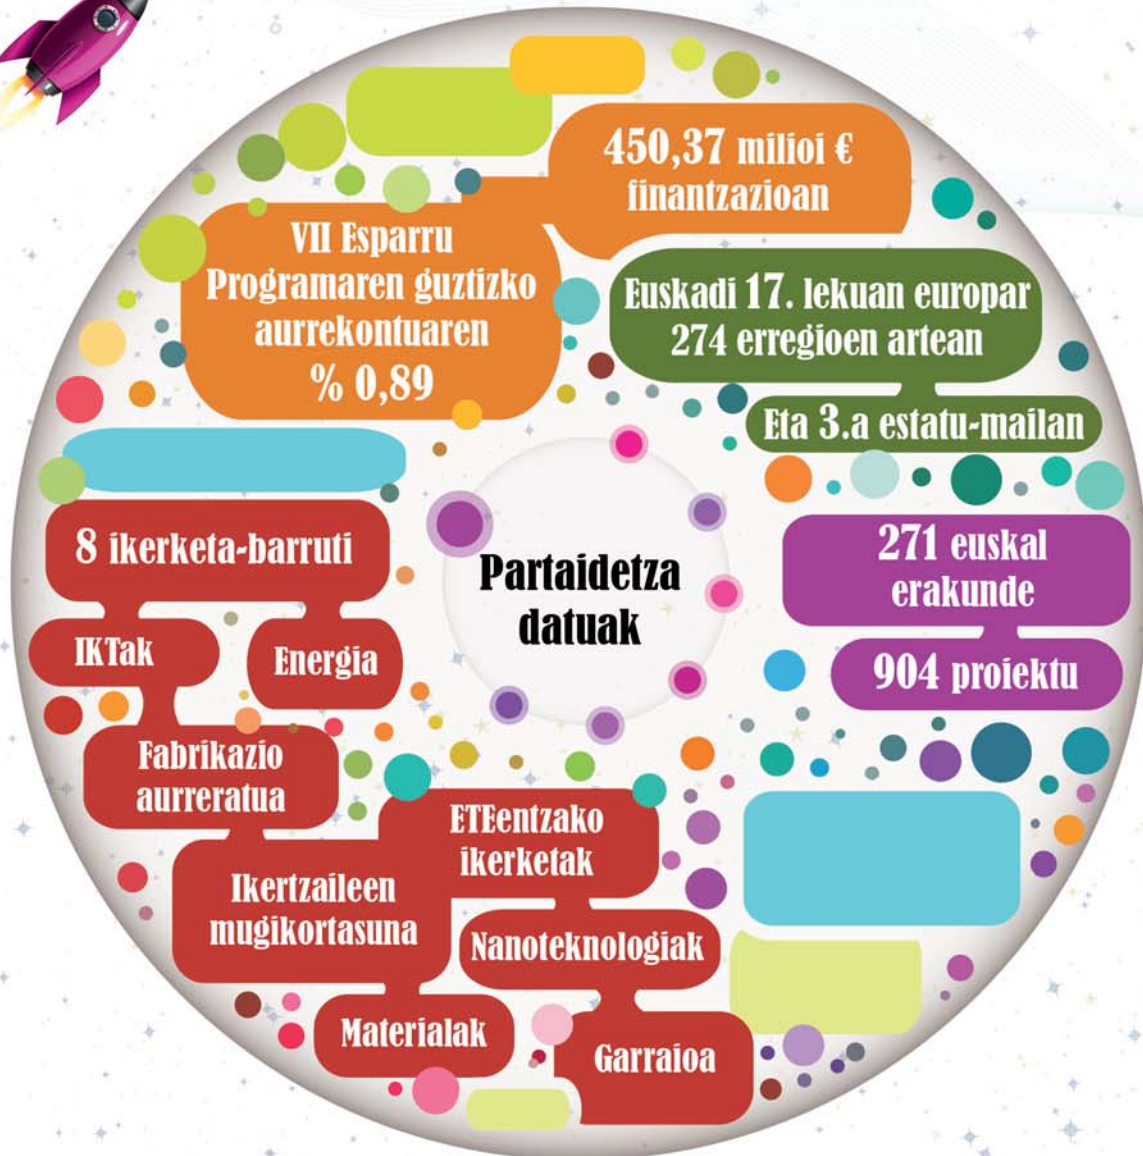 450,37 milioi €
finantzazioan
VII Esparru
Programaren guztizko
aurrekontuaren
% 0,89
Euskadi 17. lekuan europar
274 erregioen artean
Eta 3.a estatu-mailan
271 euskal
erakunde
904 proiektu
Partaidetza
datuak
8 ikerketa-barruti
IKTak
Energia
Fabrikazio
aurreratua
Ikertzaileen
mugikortasuna
ETEentzako
ikerketak
Nanoteknologiak
Materialak
Garraioa